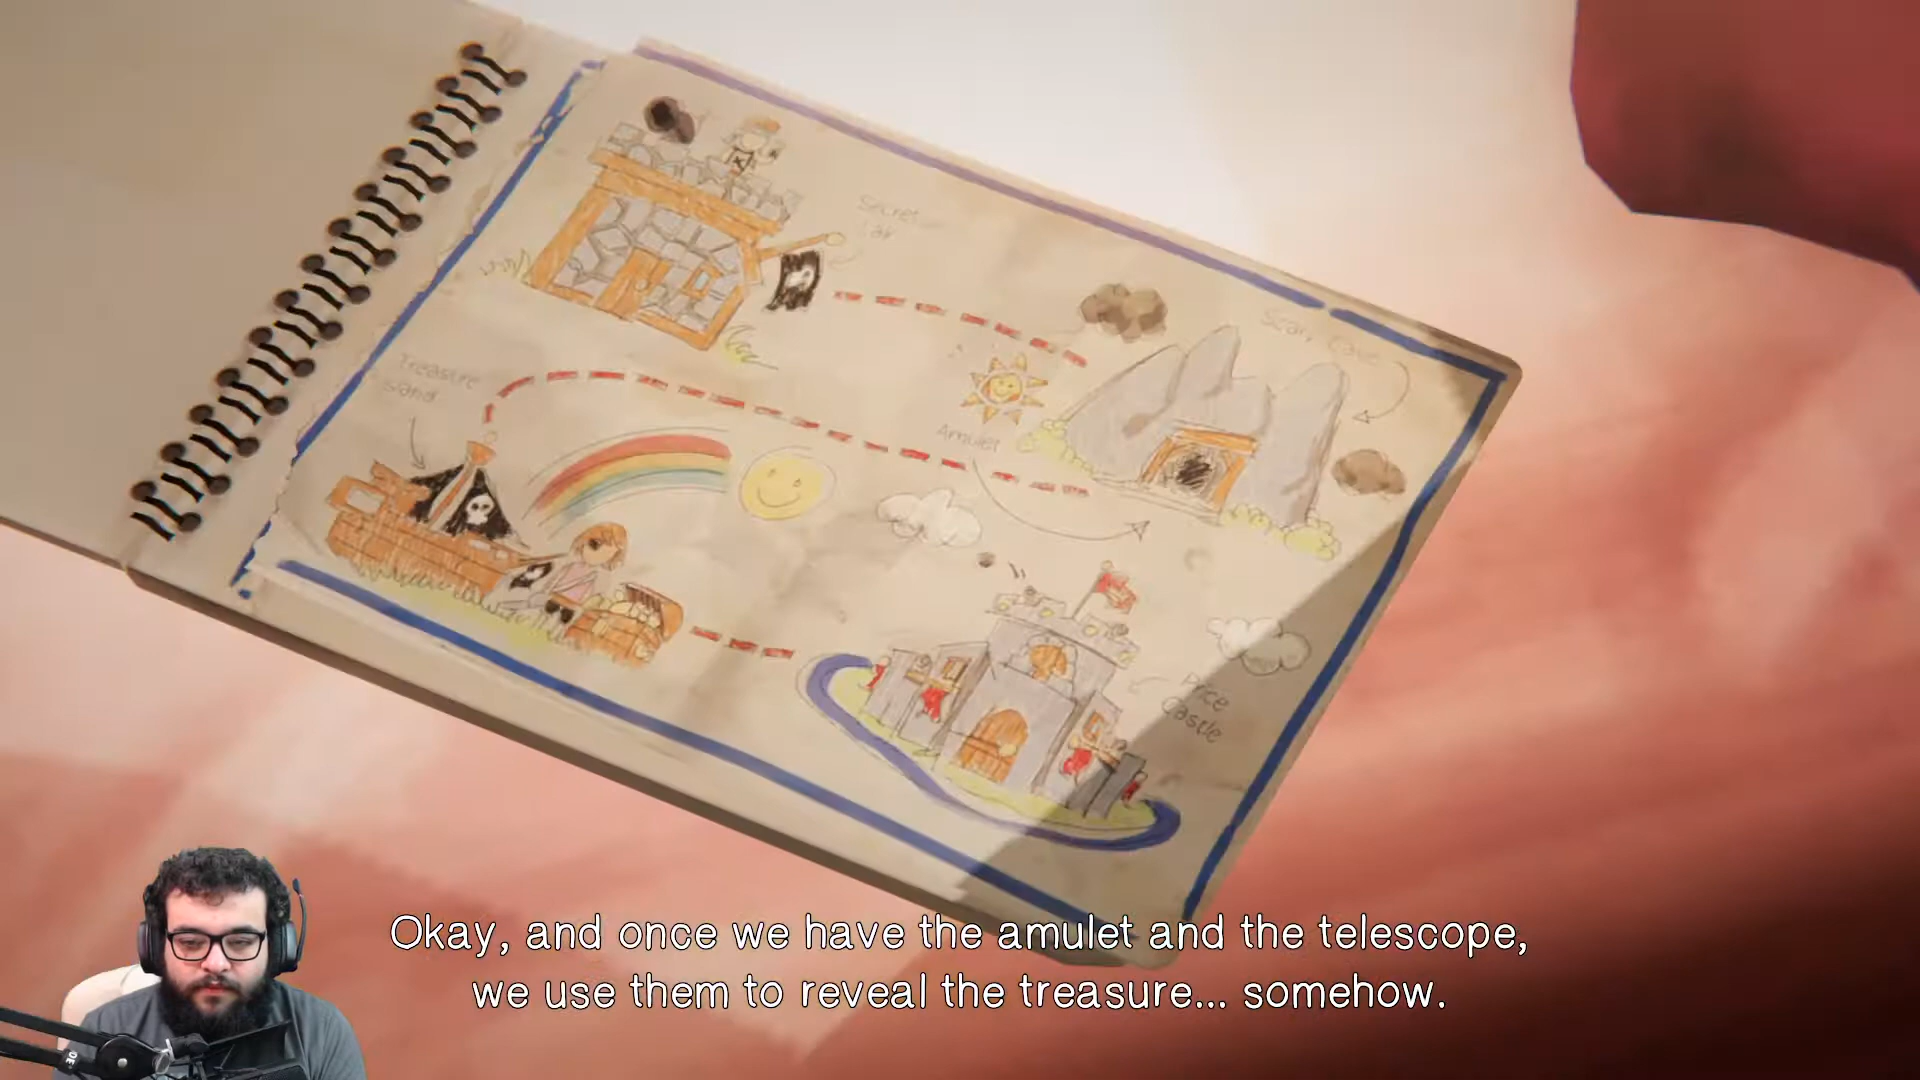 Secret
Lair
Scary Cave
Treasure
Island
Amulet
Price
Castle
Okay, and once we have the amulet and the telescope,
we use them to reveal the treasure... somehow.